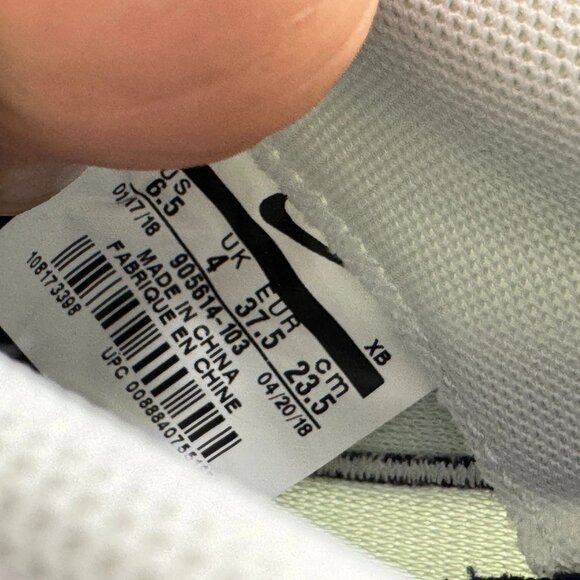 US UK EUR cm
6.5 4 37.5 23.5
01/17/18 905614-103 04/20/18
MADE IN CHINA
FABRIQUE EN CHINE
108173398
UPC
XB